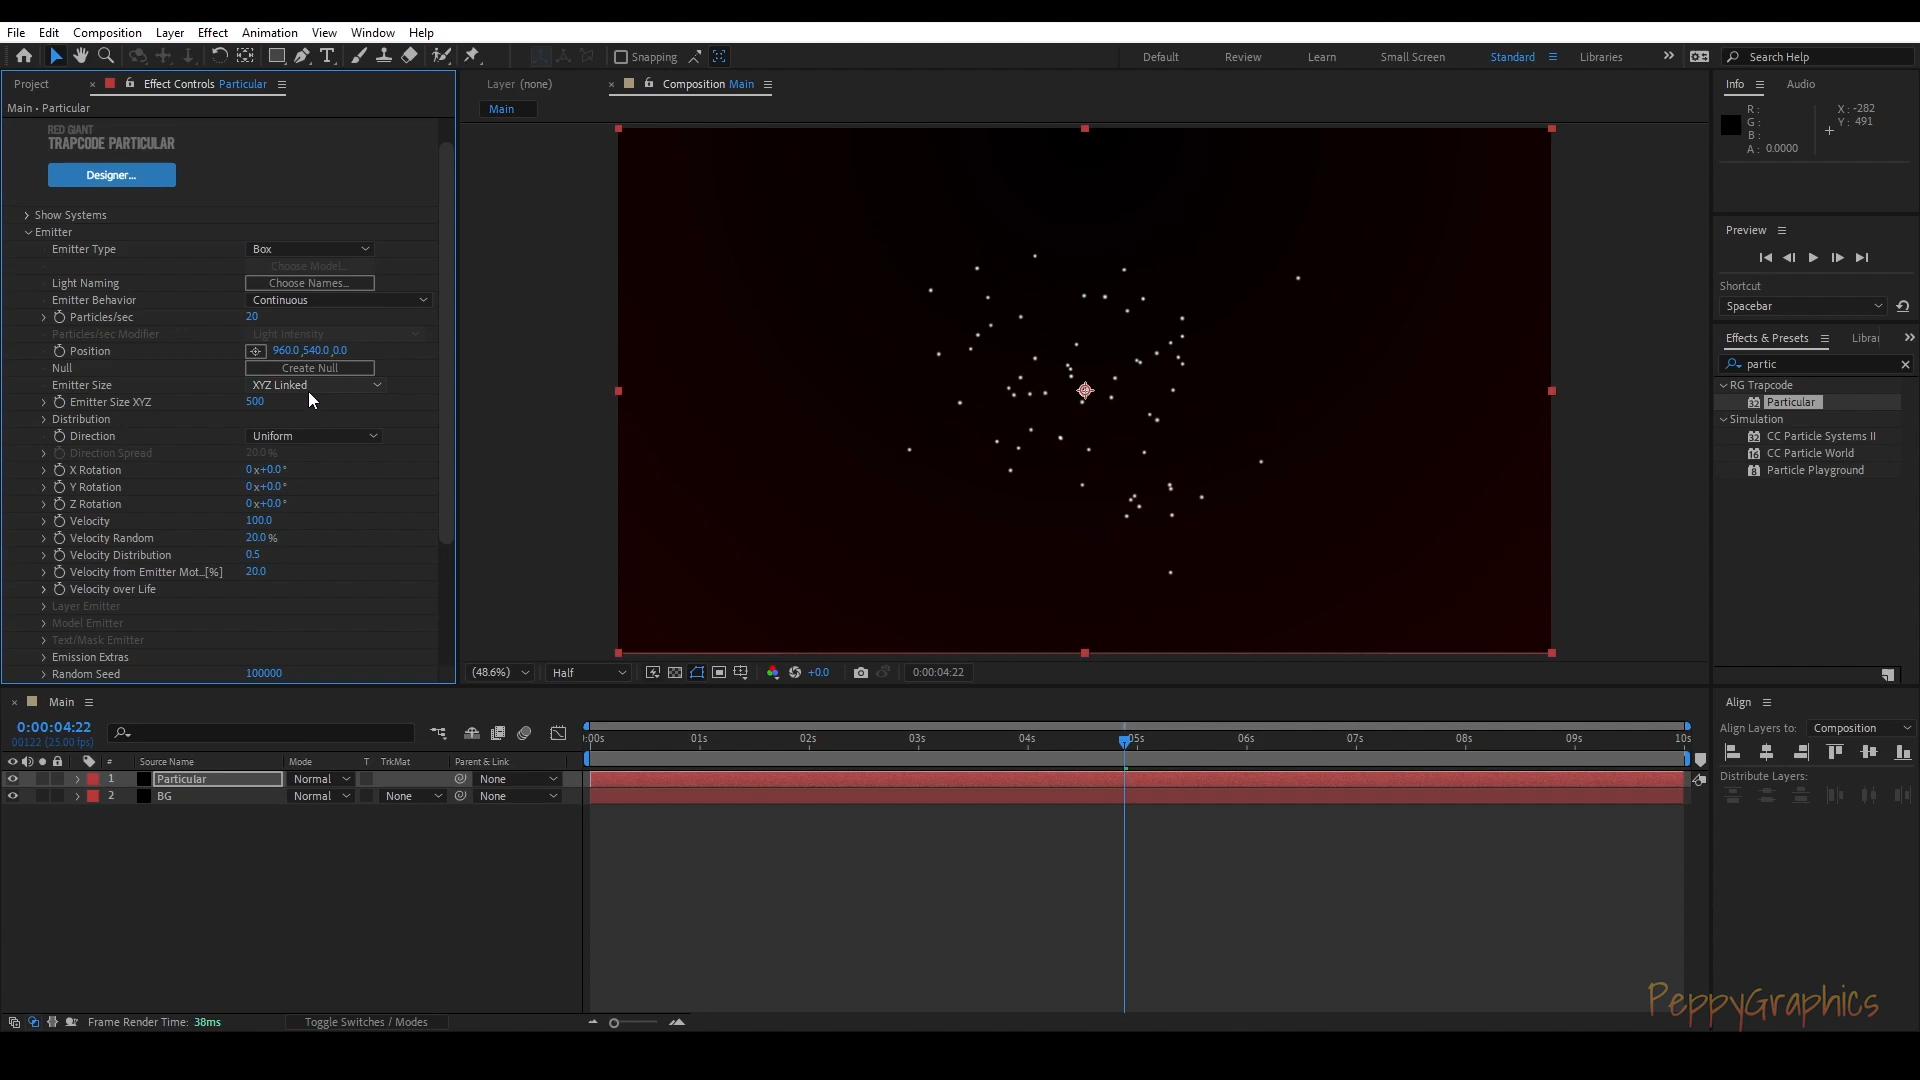 File Edit Composition Layer Effect Animation View Window Help
Snapping Default Review Learn Small Screen Standard Libraries Search Help
Project Effect Controls Particular Layer (none) Composition Main Info Audio
Main • Particular
Main
R :
G :
B :
A : 0.0000
X : -282
Y : 491
RED GIANT
TRAPCODE PARTICULAR
Designer...
Show Systems
Emitter
Emitter Type Box
Choose Model...
Light Naming Choose Names...
Emitter Behavior Continuous
Particles/sec 20
Particles/sec Modifier Light Intensity
Position 960.0,540.0,0.0
Null Create Null
Emitter Size XYZ Linked
Emitter Size XYZ 500
Distribution
Direction Uniform
Direction Spread 20.0 %
X Rotation 0 x+0.0 °
Y Rotation 0 x+0.0 °
Z Rotation 0 x+0.0 °
Velocity 100.0
Velocity Random 20.0 %
Velocity Distribution 0.5
Velocity from Emitter Mot...[%] 20.0
Velocity over Life
Layer Emitter
Model Emitter
Text/Mask Emitter
Emission Extras
Random Seed 100000
(48.6%) Half +0.0 0:00:04:22
Preview
Shortcut
Spacebar
Effects & Presets Librar
partic
RG Trapcode
32 Particular
Simulation
32 CC Particle Systems II
16 CC Particle World
8 Particle Playground
Main
0:00:04:22
00122 (25.00 fps)
:00s 01s 02s 03s 04s 05s 06s 07s 08s 09s 10s
# Source Name Mode T TrkMat Parent & Link
1 Particular Normal None
2 BG Normal None None
Align
Align Layers to: Composition
Distribute Layers:
Frame Render Time: 38ms Toggle Switches / Modes
PeppyGraphics